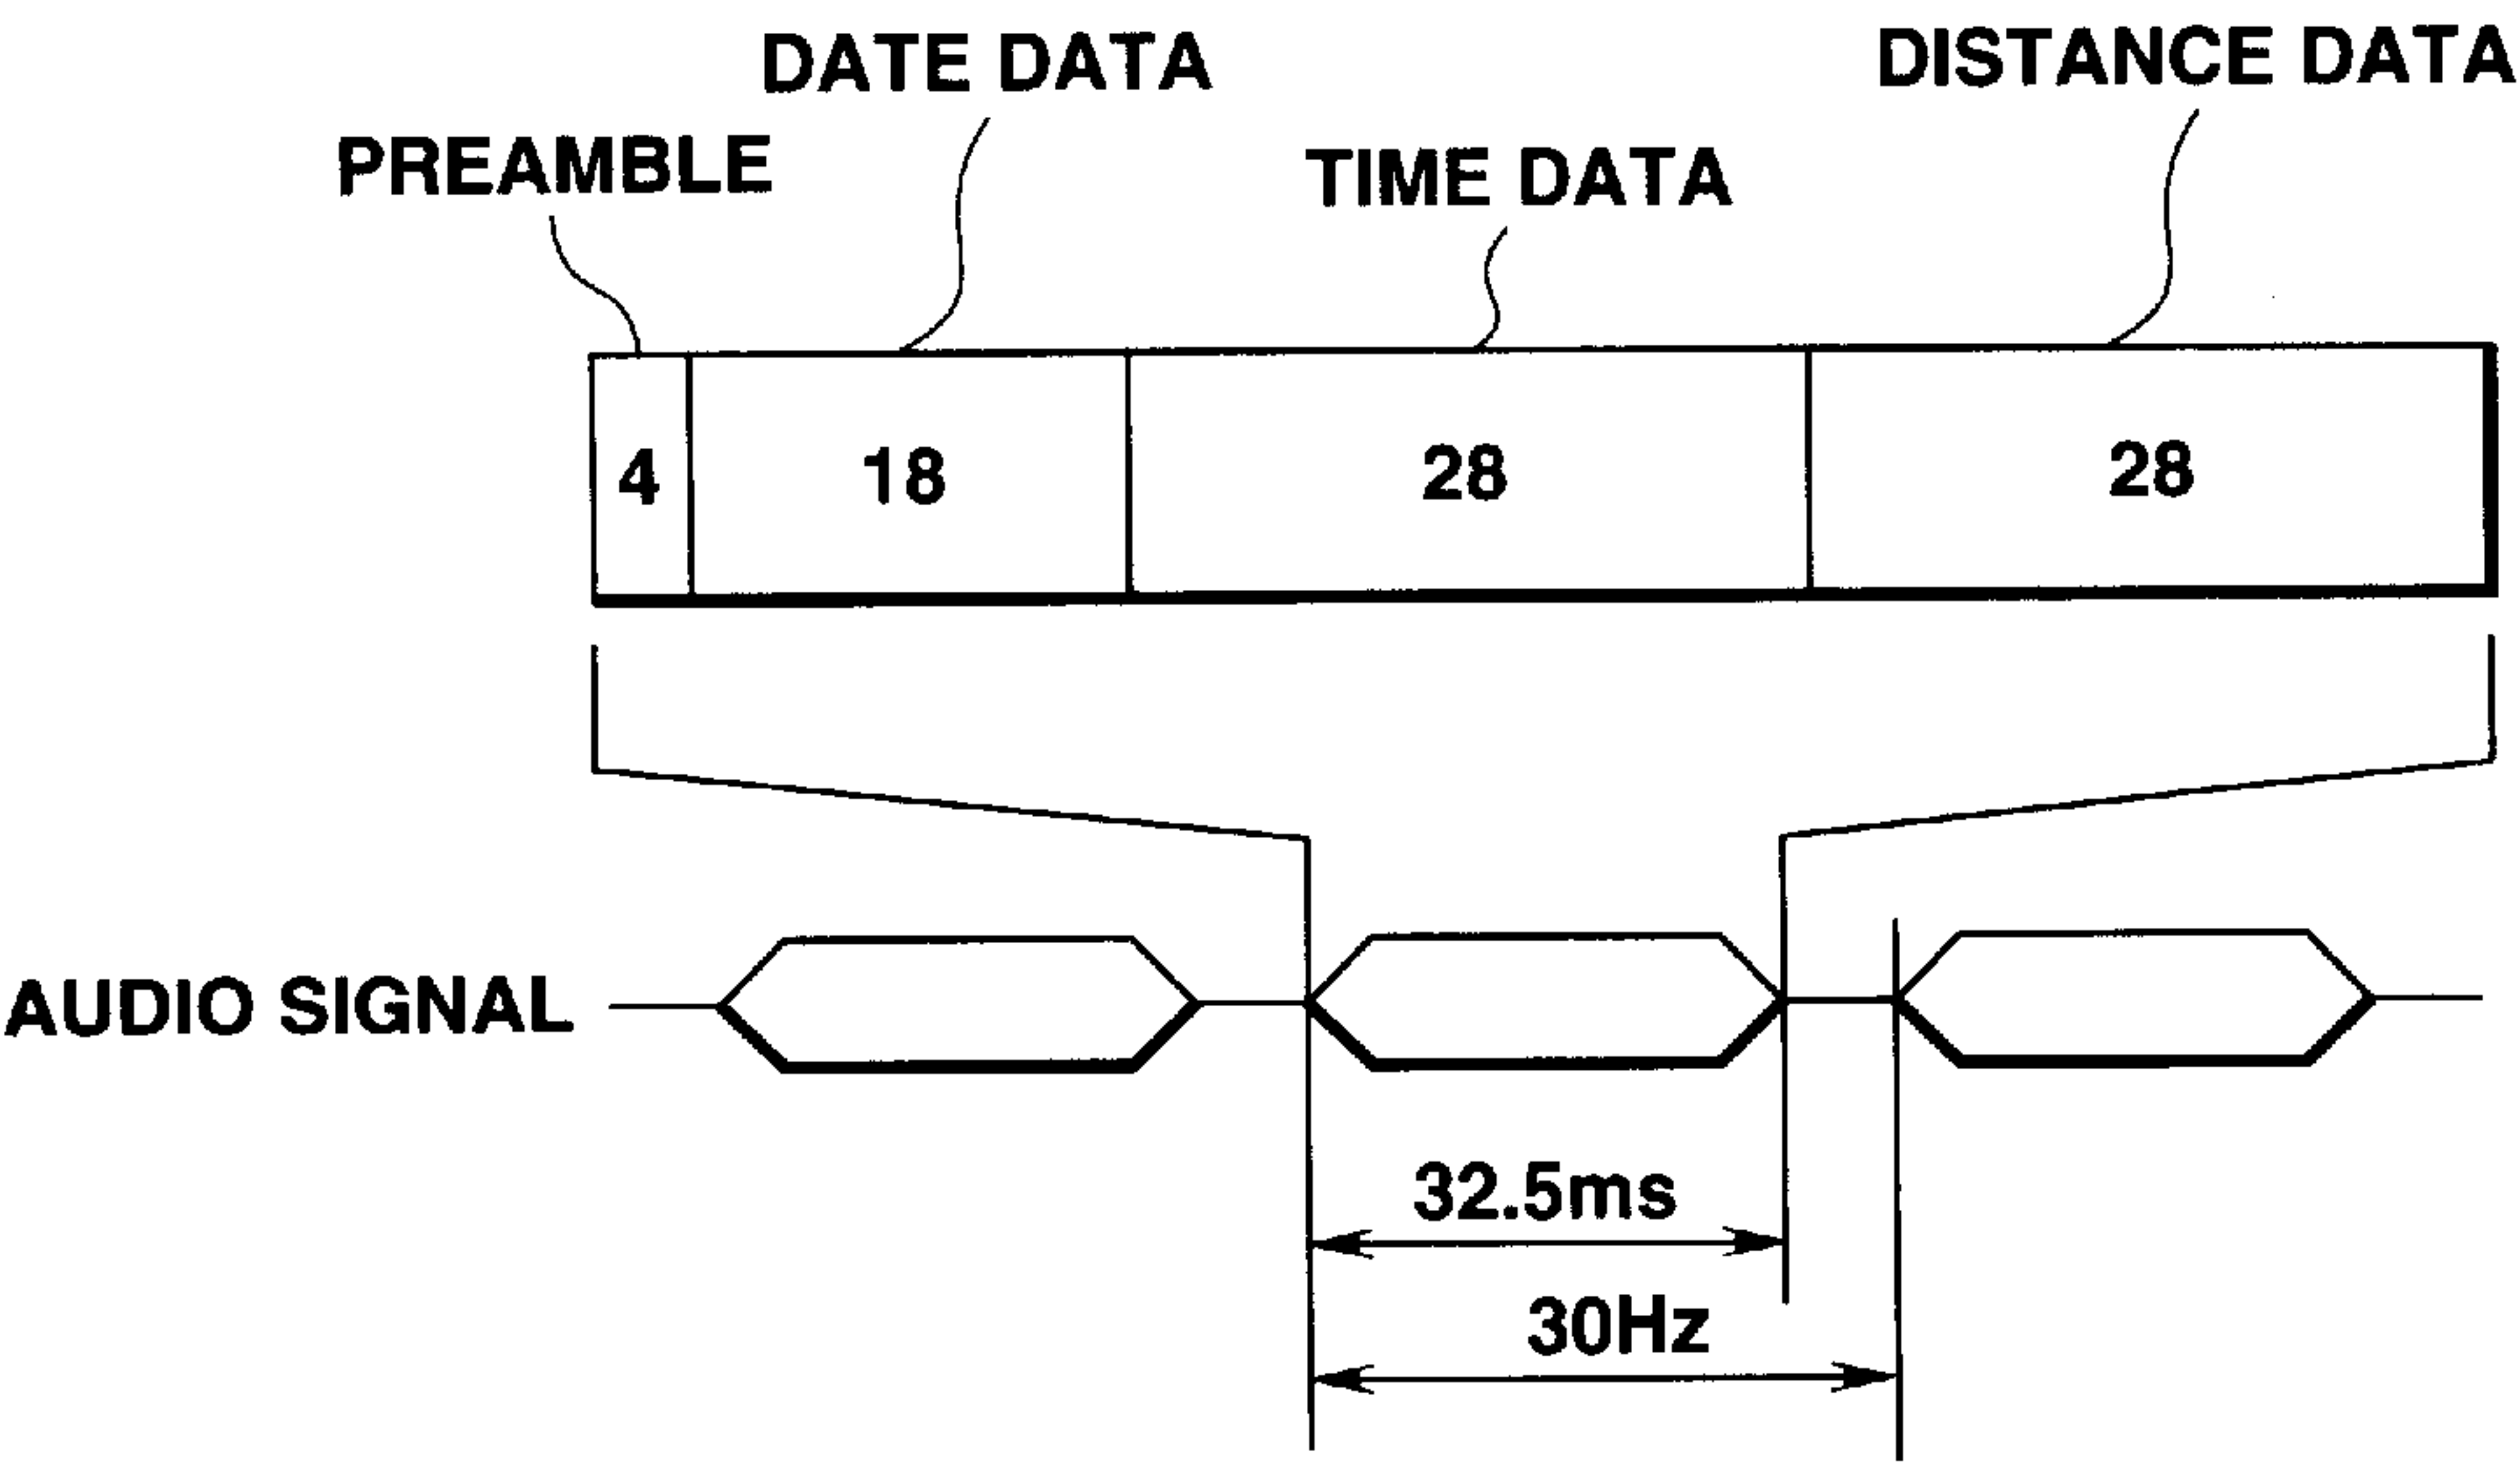 DATE DATA
DISTANCE DATA
PREAMBLE
TIME DATA
4
18
28
28
AUDIO SIGNAL
32.5ms
30Hz